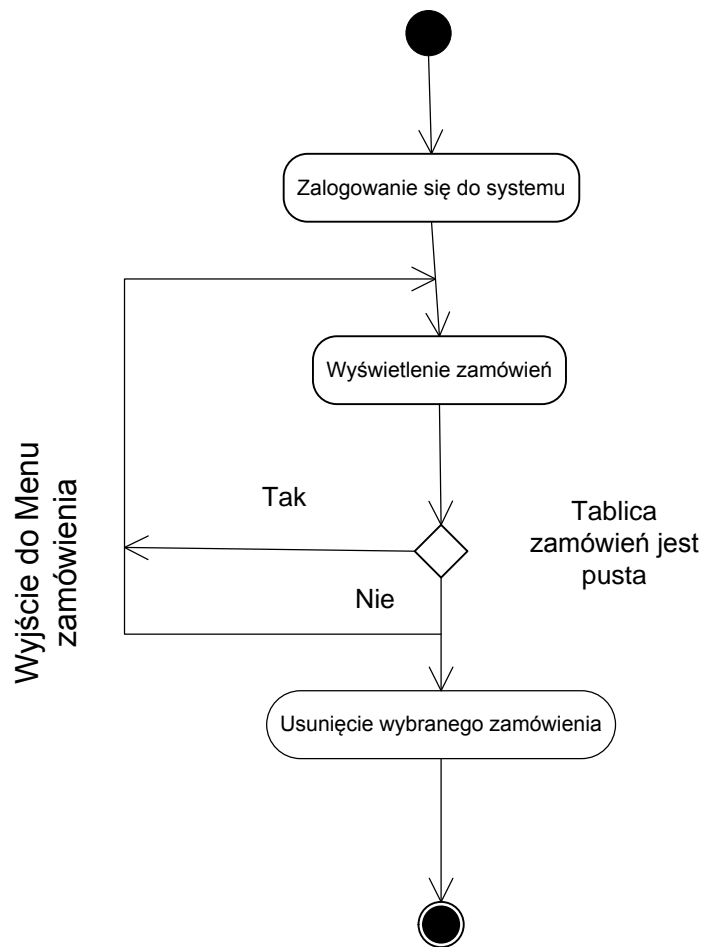 Zalogowanie się do systemu
Wyświetlenie zamówień
Wyjście do Menu
zamówienia
Tak
Tablica
zamówień jest
pusta
Nie
Usunięcie wybranego zamówienia